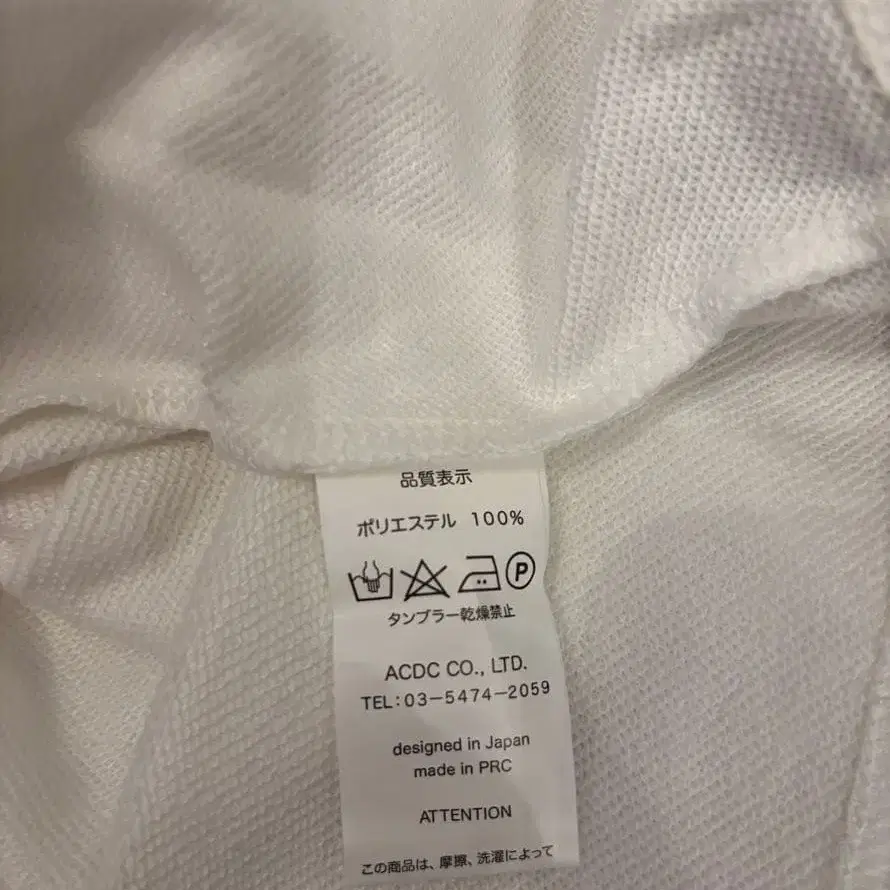 品質表示
ポリエステル 100%
P
タンブラー乾燥禁止
ACDC CO., LTD.
TEL:03-5474-2059
designed in Japan
made in PRC
ATTENTION
この商品は、摩擦、洗濯によって